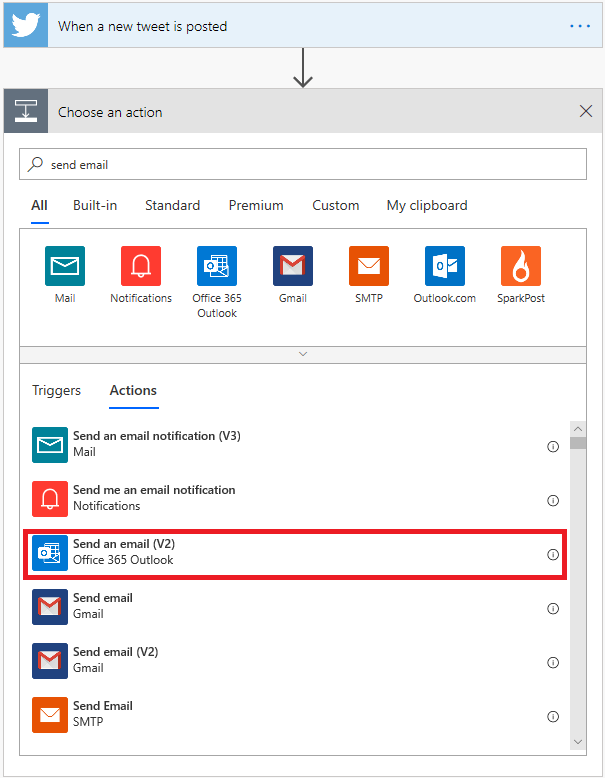 When a new tweet is posted
Choose an action
send email
All Built-in Standard Premium Custom My clipboard
Mail Notifications Office 365 Outlook Gmail SMTP Outlook.com SparkPost
Triggers Actions
Send an email notification (V3)
Mail
Send me an email notification
Notifications
Send an email (V2)
Office 365 Outlook
Send email
Gmail
Send email (V2)
Gmail
Send Email
SMTP